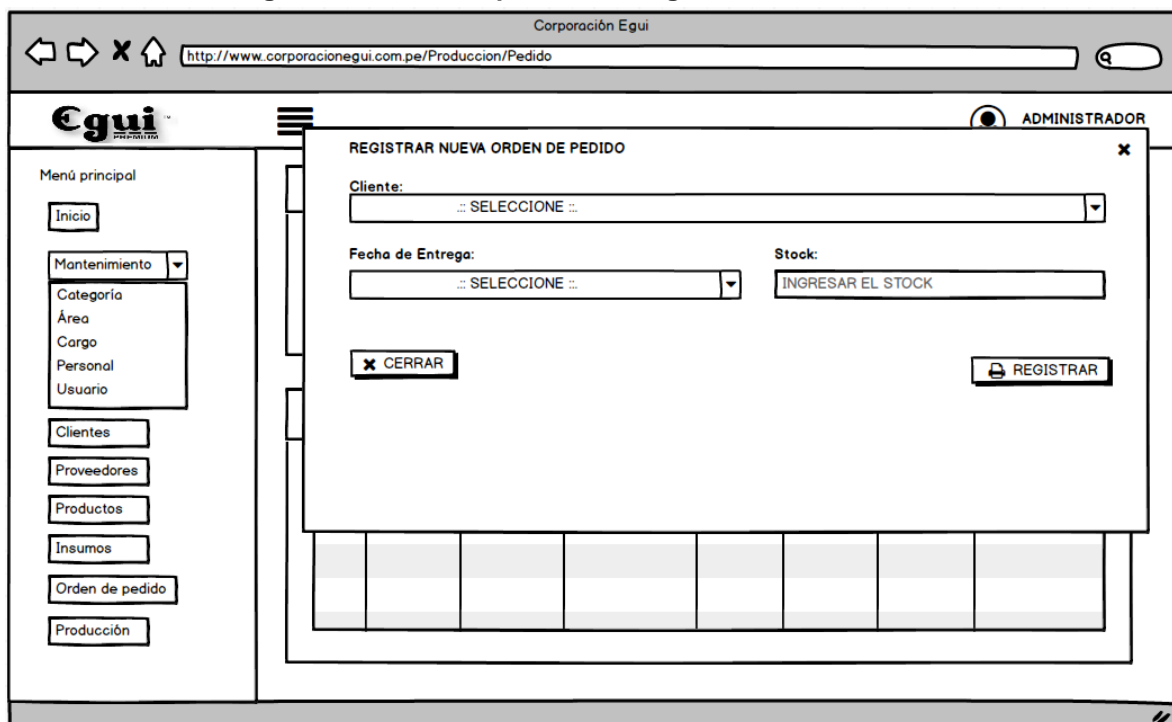 Corporación Egui
http://www..corporacionegui.com.pe/Produccion/Pedido
Egui
PREMIUM
ADMINISTRADOR
REGISTRAR NUEVA ORDEN DE PEDIDO
Menú principal
Cliente:
.:: SELECCIONE ::.
Inicio
Fecha de Entrega:
Stock:
Mantenimiento
.:: SELECCIONE ::.
INGRESAR EL STOCK
Categoría
Área
Cargo
Personal
Usuario
CERRAR
REGISTRAR
Clientes
Proveedores
Productos
Insumos
Orden de pedido
Producción